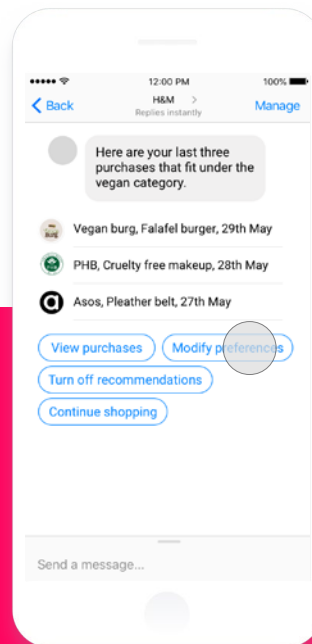 12:00 PM
100%
Back
H&M
Replies instantly
Manage
Here are your last three
purchases that fit under the
vegan category.
Vegan burg, Falafel burger, 29th May
PHB, Cruelty free makeup, 28th May
Asos, Pleather belt, 27th May
View purchases
Modify preferences
Turn off recommendations
Continue shopping
Send a message...